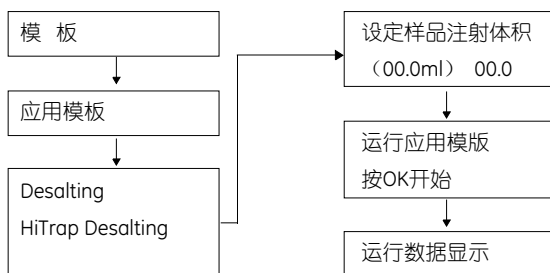 模 板
应用模板
Desalting
HiTrap Desalting
设定样品注射体积
（00.0ml） 00.0
运行应用模版
按OK开始
运行数据显示